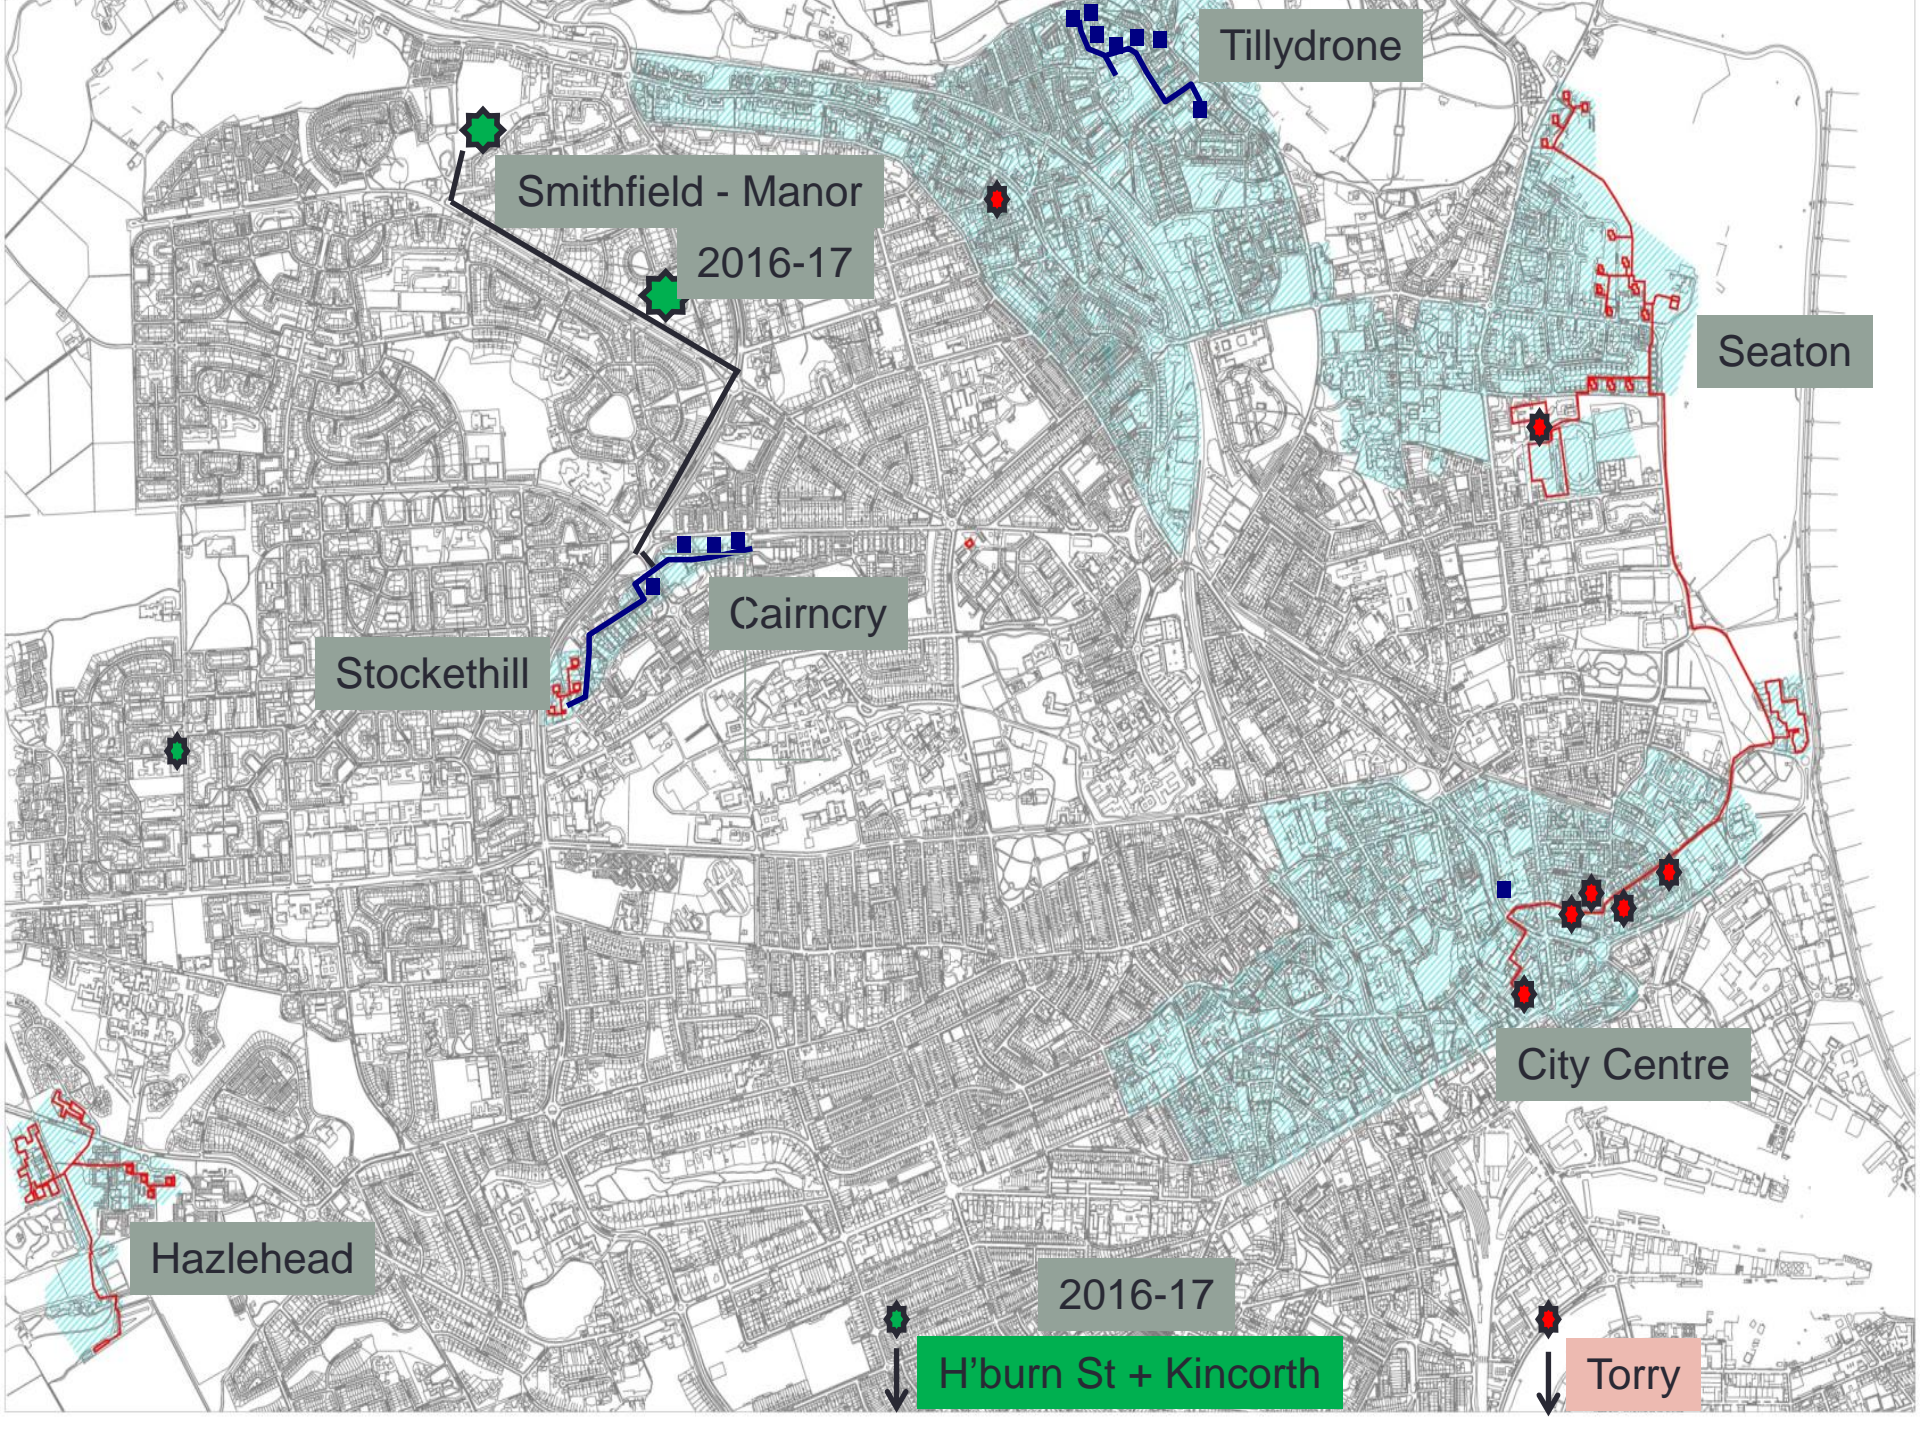 Tillydrone
Smithfield - Manor
2016-17
Seaton
Cairncry
Stockethill
City Centre
Hazlehead
2016-17
H’burn St + Kincorth
Torry